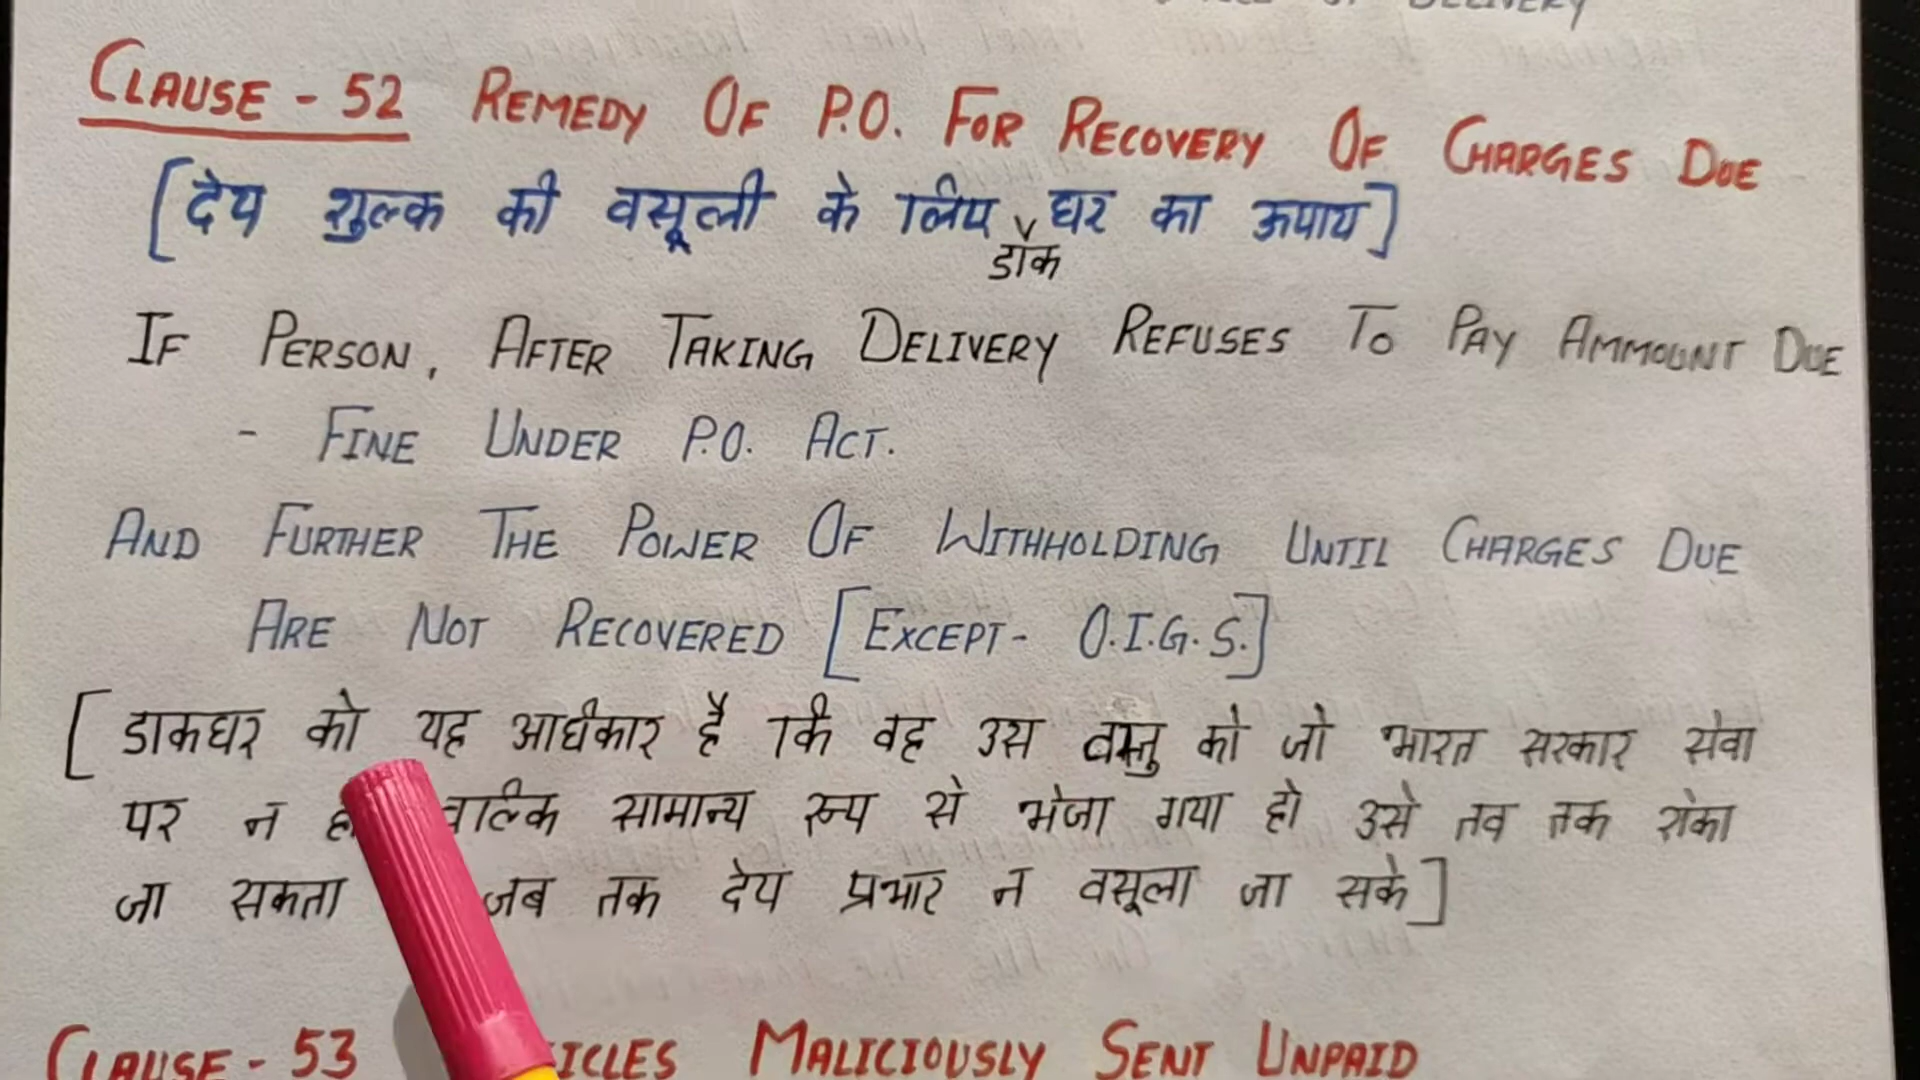 DELIVERY
CLAUSE - 52 REMEDY OF P.O. FOR RECOVERY OF CHARGES DUE
[देय शुल्क की वसूली के लिए घर का ऊपाय]
डाक
IF PERSON, AFTER TAKING DELIVERY REFUSES TO PAY AMMOUNT DUE
- FINE UNDER P.O. ACT.
AND FURTHER THE POWER OF WITHHOLDING UNTIL CHARGES DUE
ARE NOT RECOVERED [EXCEPT- O.I.G.S.]
[डाकघर को यह अधिकार है कि वह उस वस्तु को जो भारत सरकार सेवा
पर न बल्कि सामान्य रूप से भेजा गया हो उसे तब तक रोका
जा सकता जब तक देय प्रभार न वसूला जा सके]
CLAUSE - 53 MALICIOUSLY SENT UNPAID